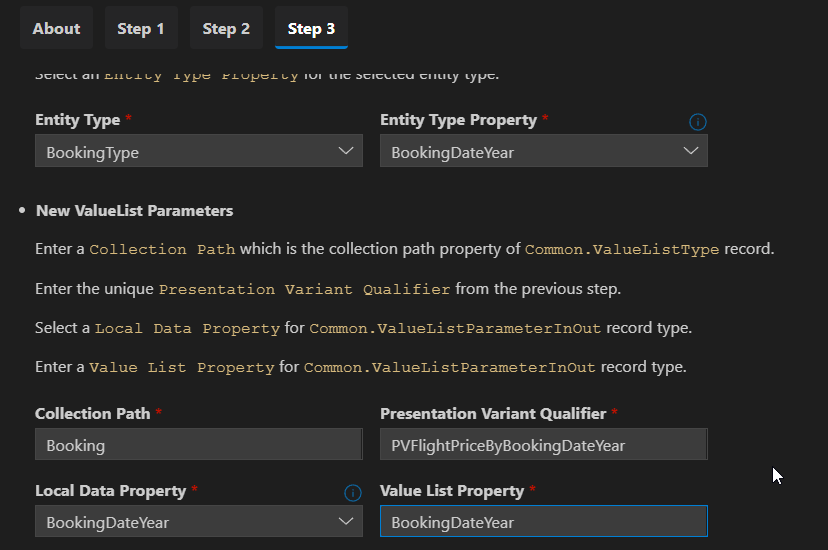 About Step 1 Step 2 Step 3
Select an Entity Type Property for the selected entity type.
Entity Type * Entity Type Property *
BookingType BookingDateYear
• New ValueList Parameters
Enter a Collection Path which is the collection path property of Common.ValueListType record.
Enter the unique Presentation Variant Qualifier from the previous step.
Select a Local Data Property for Common.ValueListParameterInOut record type.
Enter a Value List Property for Common.ValueListParameterInOut record type.
Collection Path * Presentation Variant Qualifier *
Booking PVFlightPriceByBookingDateYear
Local Data Property * Value List Property *
BookingDateYear BookingDateYear